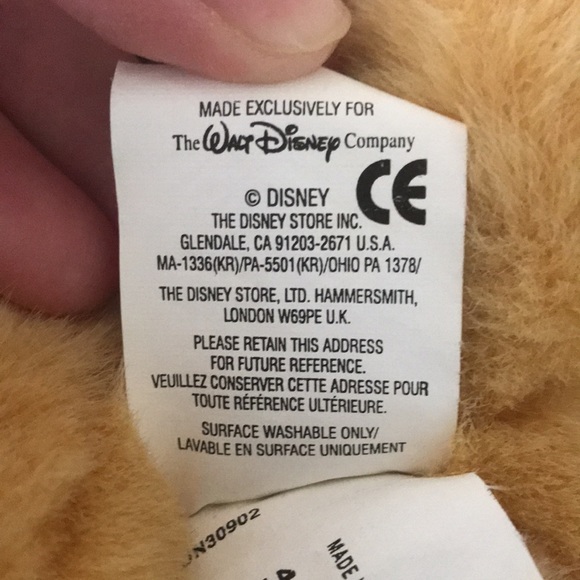 MADE EXCLUSIVELY FOR
The WALT DISNEY Company
CE
© DISNEY
THE DISNEY STORE INC.
GLENDALE, CA 91203-2671 U.S.A.
MA-1336(KR)/PA-5501(KR)/OHIO PA 1378/
THE DISNEY STORE, LTD. HAMMERSMITH,
LONDON W69PE U.K.
PLEASE RETAIN THIS ADDRESS
FOR FUTURE REFERENCE.
VEUILLEZ CONSERVER CETTE ADRESSE POUR
TOUTE RÉFÉRENCE ULTÉRIEURE.
SURFACE WASHABLE ONLY/
LAVABLE EN SURFACE UNIQUEMENT
N30902
MADE